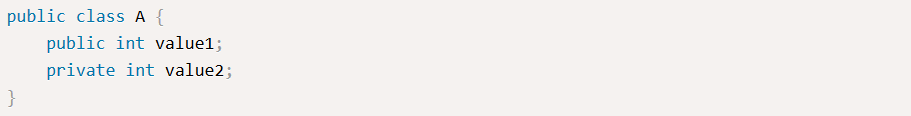 public class A {
    public int value1;
    private int value2;
}